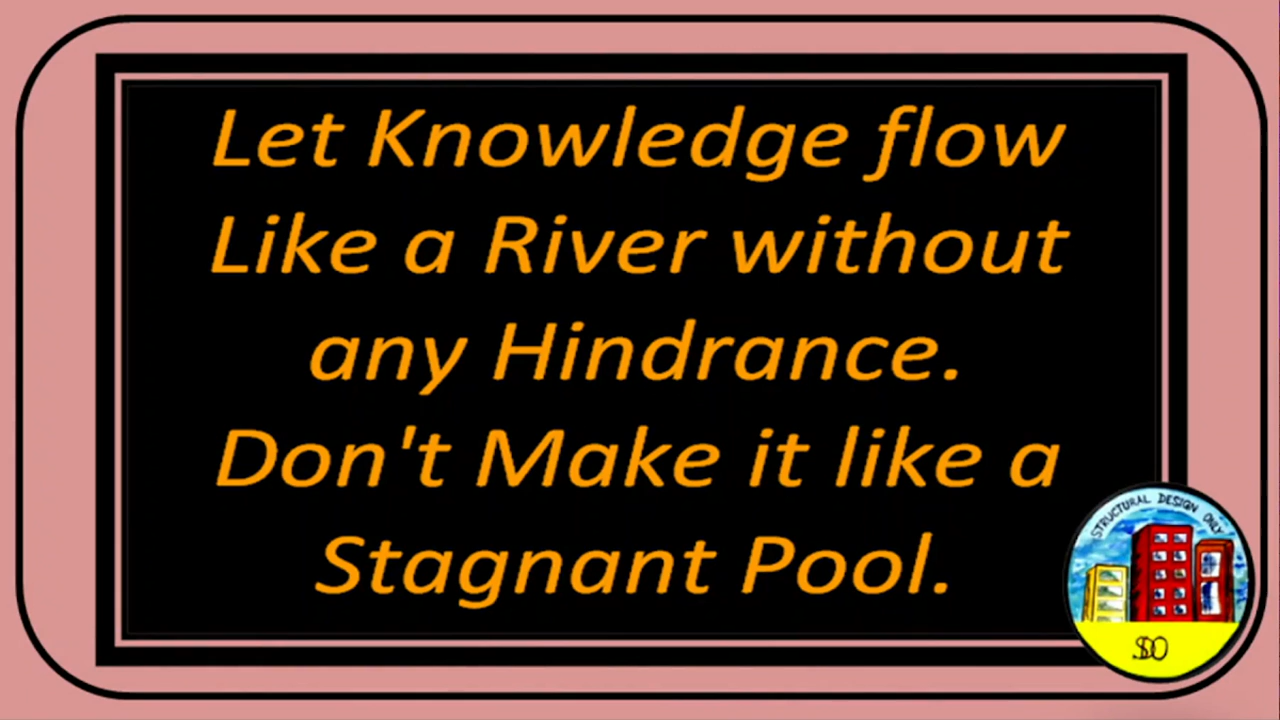 Let Knowledge flow
Like a River without
any Hindrance.
Don't Make it like a
Stagnant Pool.
STRUCTURAL DESIGN ONLY
SDO